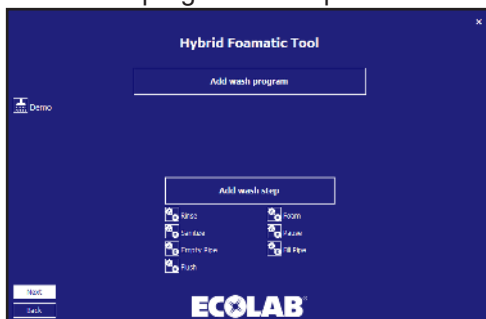 ×
Hybrid Foamatic Tool
Add wash program
Demo
Add wash step
Rinse
Foam
Sanitize
Pause
Empty Pipe
Fill Pipe
Flush
Next
Back
ECOLAB®